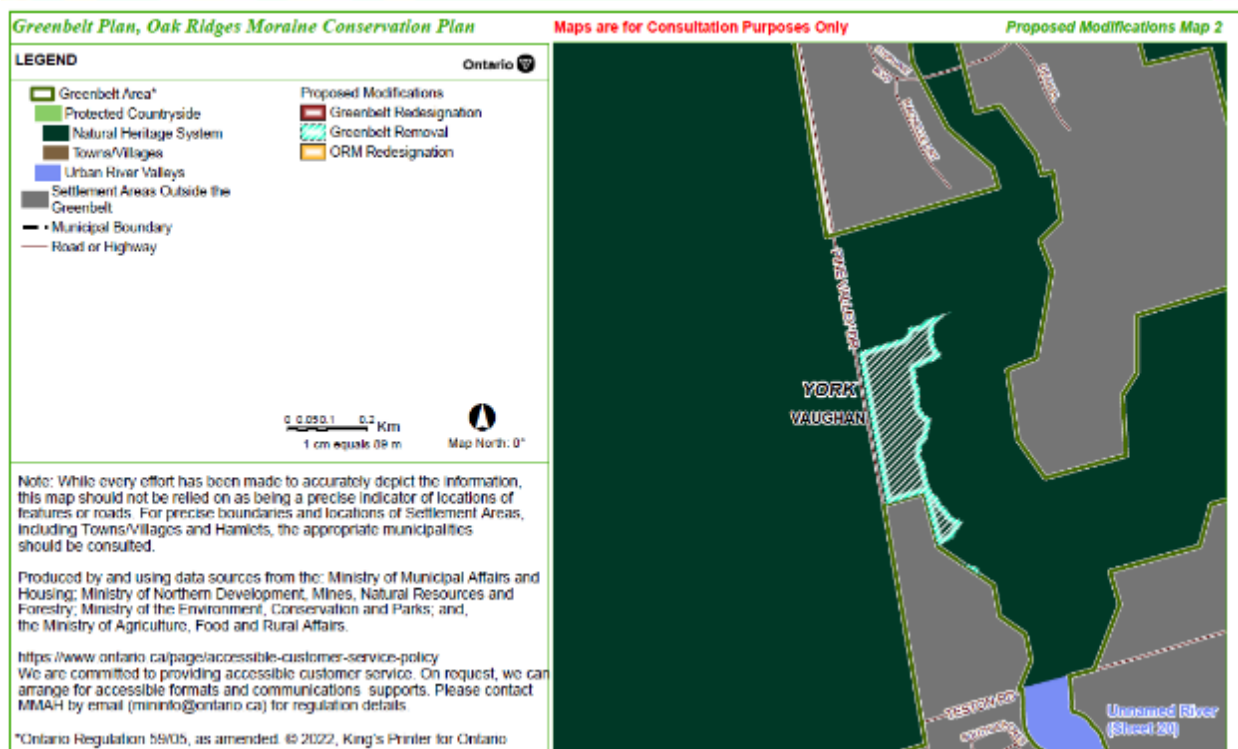 Greenbelt Plan, Oak Ridges Moraine Conservation Plan
Maps are for Consultation Purposes Only
Proposed Modifications Map 2
LEGEND
Ontario
Greenbelt Area*
Protected Countryside
Natural Heritage System
Towns/Villages
Urban River Valleys
Settlement Areas Outside the
Greenbelt
Municipal Boundary
Road or Highway
Proposed Modifications
Greenbelt Redesignation
Greenbelt Removal
ORM Redesignation
0 0.050.1 0.2 Km
1 cm equals 89 m
Map North: 0°
Note: While every effort has been made to accurately depict the information,
this map should not be relied on as being a precise indicator of locations of
features or roads. For precise boundaries and locations of Settlement Areas,
including Towns/Villages and Hamlets, the appropriate municipalities
should be consulted.
Produced by and using data sources from the: Ministry of Municipal Affairs and
Housing; Ministry of Northern Development, Mines, Natural Resources and
Forestry; Ministry of the Environment, Conservation and Parks; and,
the Ministry of Agriculture, Food and Rural Affairs.
https://www.ontario.ca/page/accessible-customer-service-policy
We are committed to providing accessible customer service. On request, we can
arrange for accessible formats and communications supports. Please contact
MMAH by email (mininfo@ontario.ca) for regulation details.
*Ontario Regulation 59/05, as amended. © 2022, King's Printer for Ontario
PINE VALLEY DR
YORK
VAUGHAN
TESTON RD
Unnamed River
(Sheet 20)